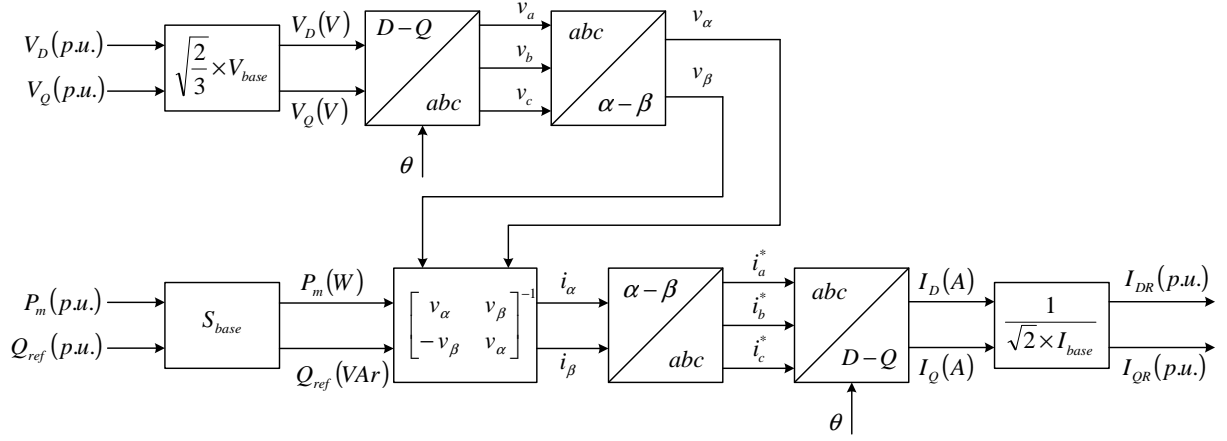 V_D(p.u.)
V_Q(p.u.)
√(2/3) × V_base
V_D(V)
V_Q(V)
D−Q
abc
θ
v_a
v_b
v_c
abc
α−β
v_α
v_β
P_m(p.u.)
Q_ref(p.u.)
S_base
P_m(W)
Q_ref(VAr)
[v_α v_β
−v_β v_α]^−1
i_α
i_β
α−β
abc
i_a^*
i_b^*
i_c^*
abc
D−Q
θ
I_D(A)
I_Q(A)
1
√2 × I_base
I_DR(p.u.)
I_QR(p.u.)